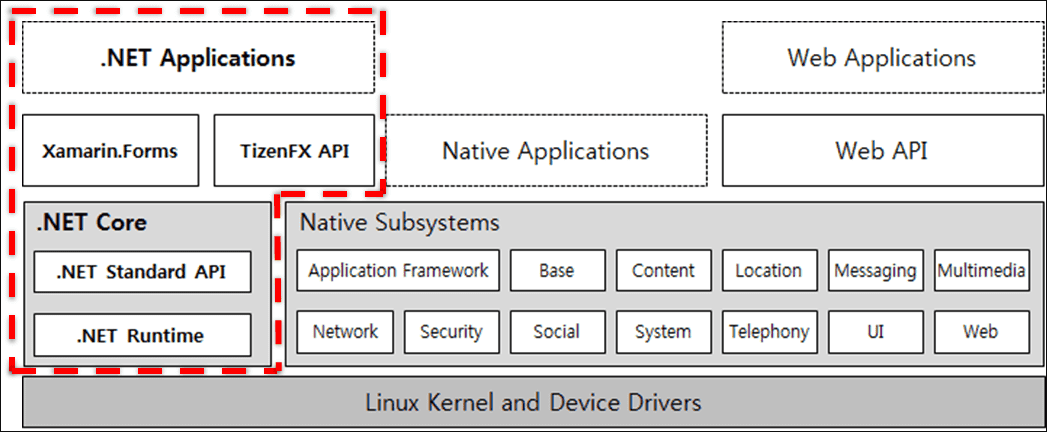 .NET Applications
Web Applications
Xamarin.Forms
TizenFX API
Native Applications
Web API
.NET Core
.NET Standard API
.NET Runtime
Native Subsystems
Application Framework
Base
Content
Location
Messaging
Multimedia
Network
Security
Social
System
Telephony
UI
Web
Linux Kernel and Device Drivers